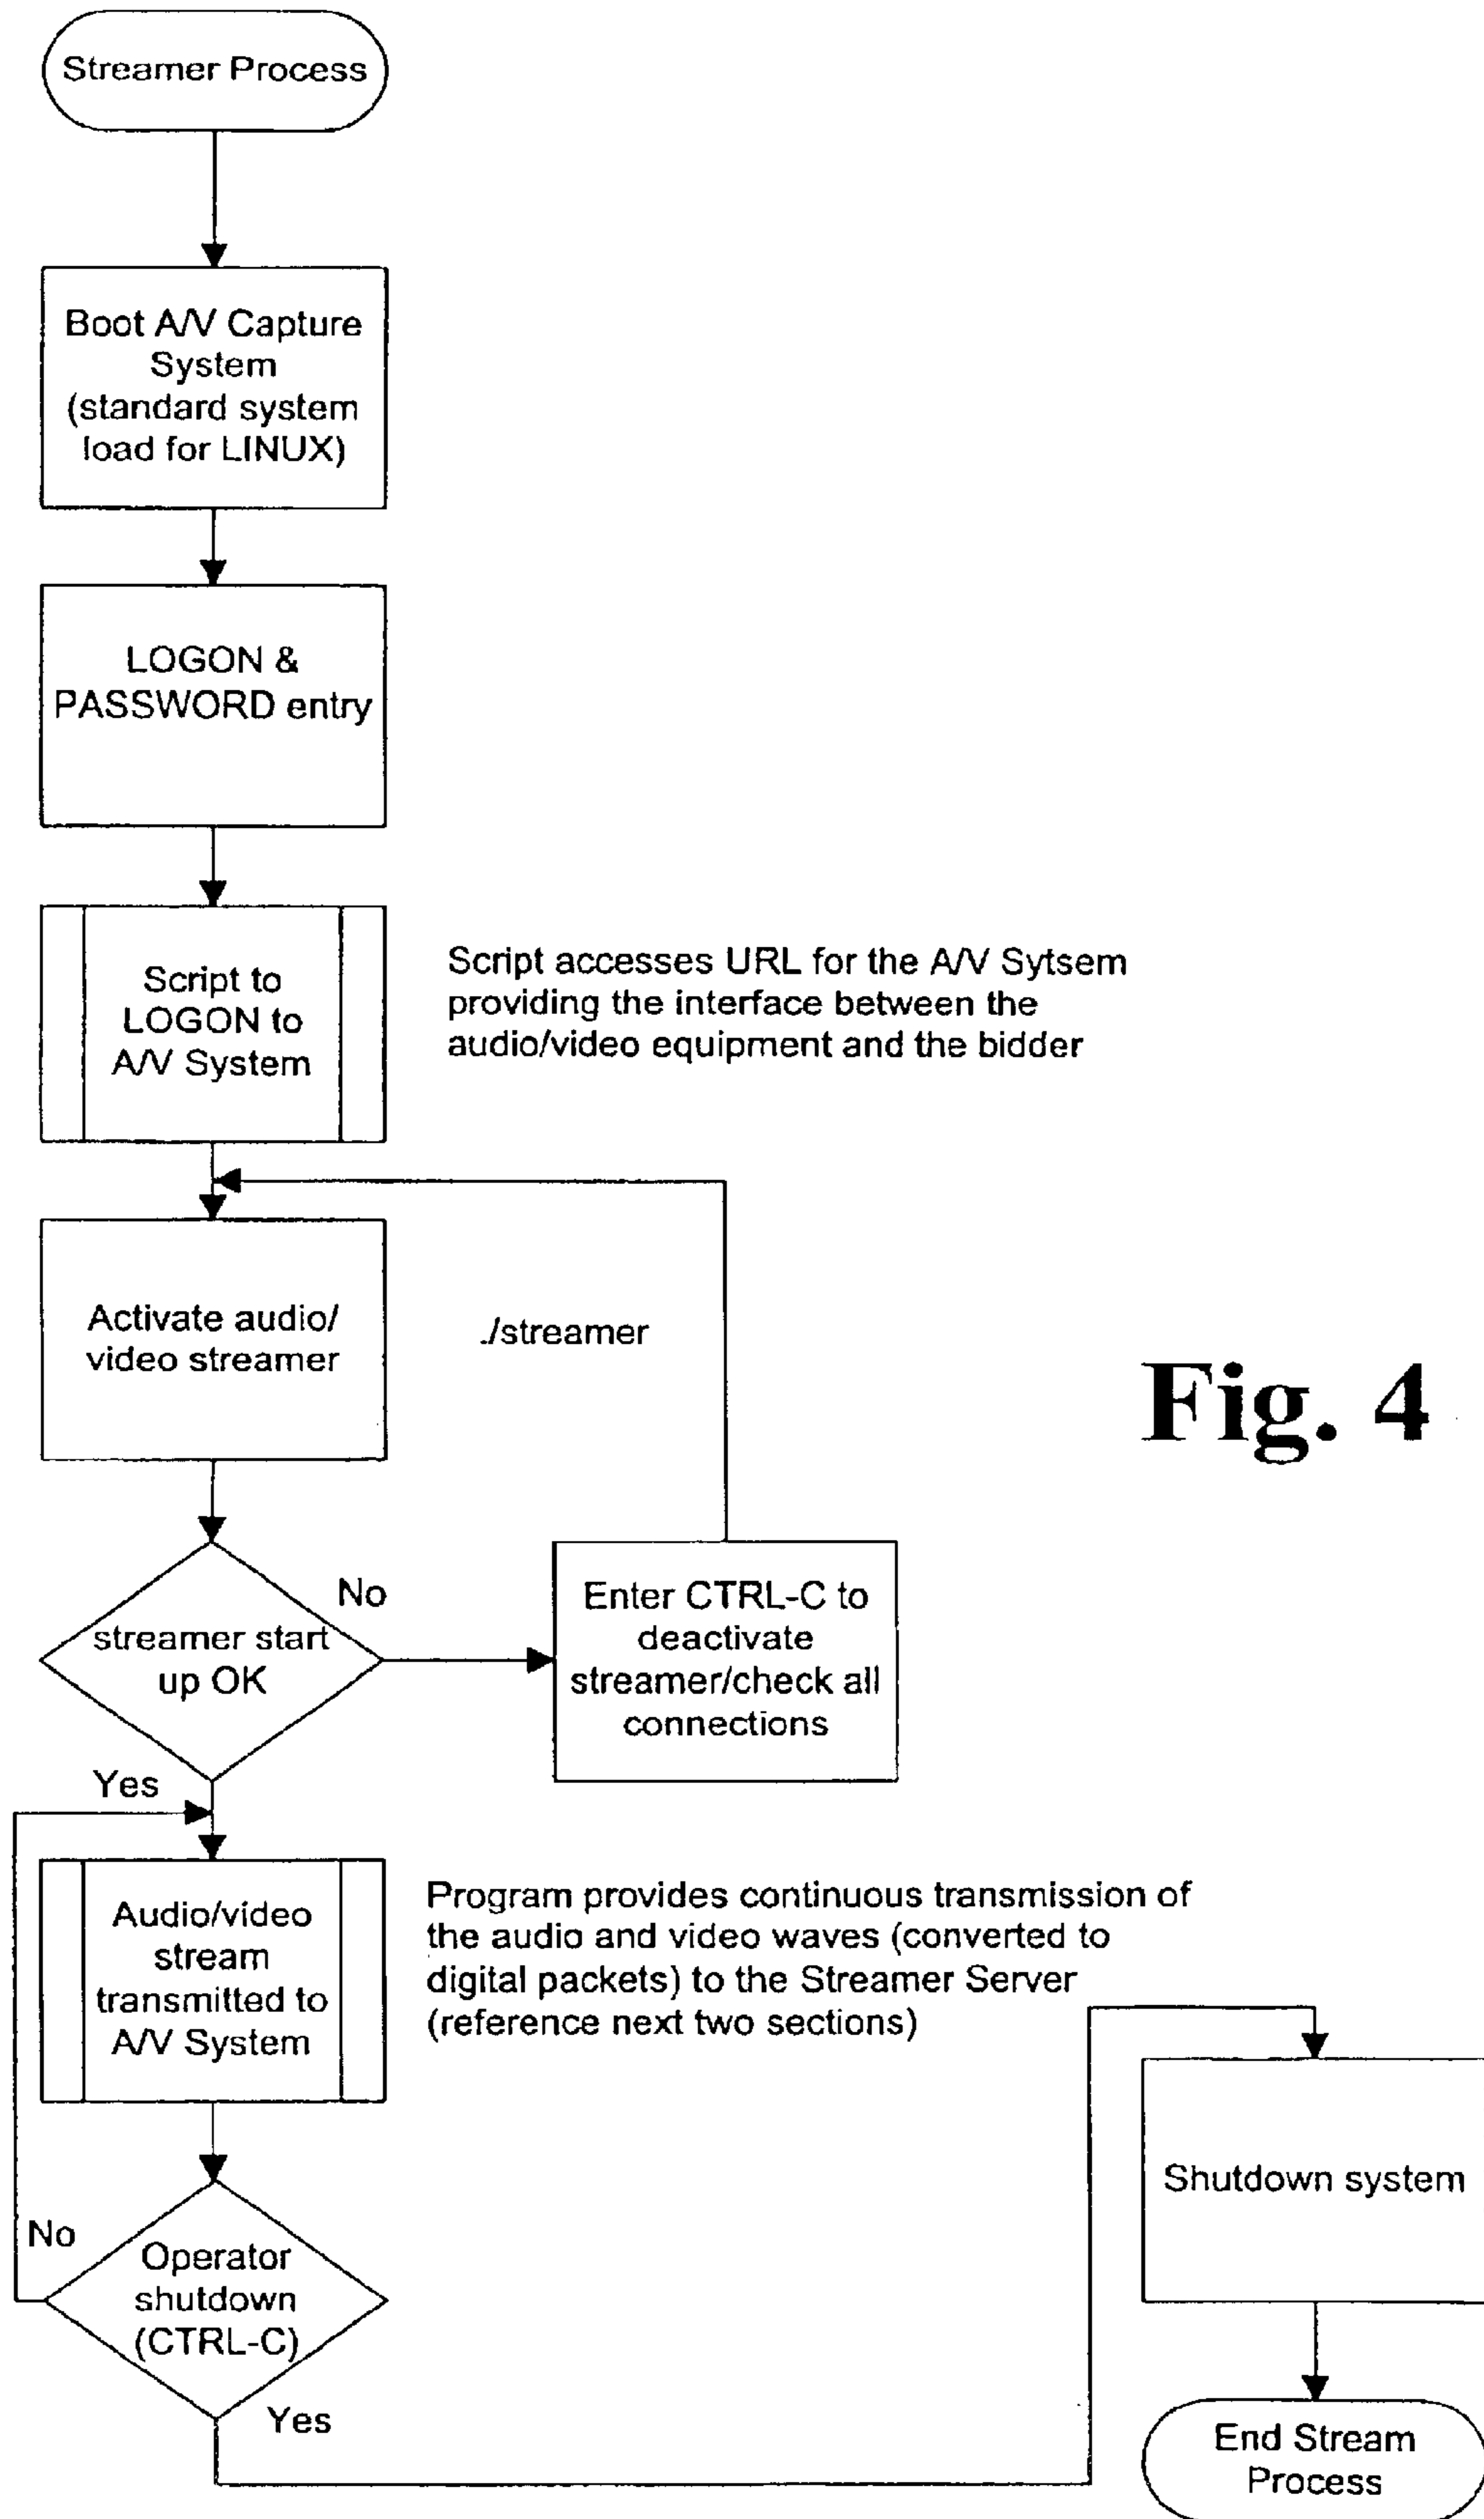 Streamer Process
Boot A/V Capture
System
(standard system
load for LINUX)
LOGON &
PASSWORD entry
Script to
LOGON to
A/V System
Script accesses URL for the A/V Sytsem
providing the interface between the
audio/video equipment and the bidder
Activate audio/
video streamer
./streamer
Fig. 4
streamer start
up OK
No
Enter CTRL-C to
deactivate
streamer/check all
connections
Yes
Audio/video
stream
transmitted to
A/V System
Program provides continuous transmission of
the audio and video waves (converted to
digital packets) to the Streamer Server
(reference next two sections)
Operator
shutdown
(CTRL-C)
No
Yes
Shutdown system
End Stream
Process